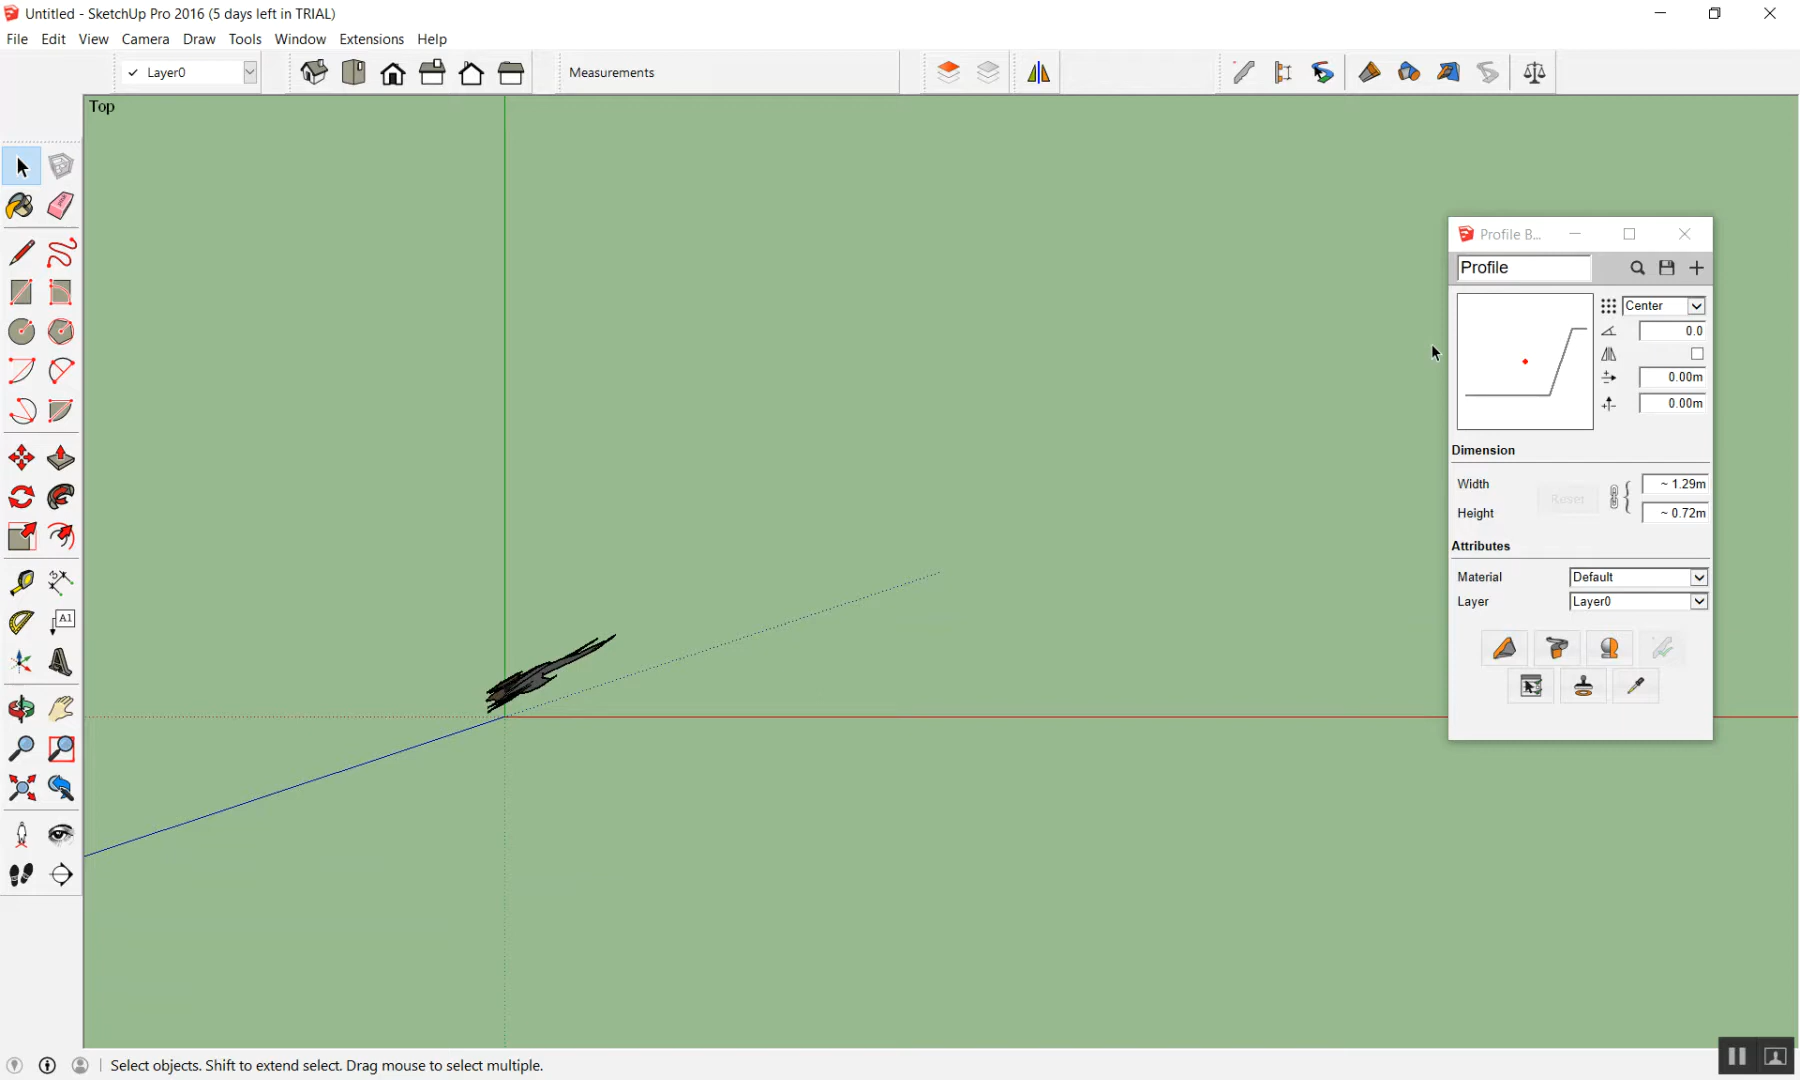 Untitled - SketchUp Pro 2016 (5 days left in TRIAL)
File Edit View Camera Draw Tools Window Extensions Help
Layer0
Measurements
Top
A1
Profile B...
Profile
Center
0.0
0.00m
0.00m
Dimension
Width
Reset
~ 1.29m
Height
~ 0.72m
Attributes
Material Default
Layer Layer0
Select objects. Shift to extend select. Drag mouse to select multiple.